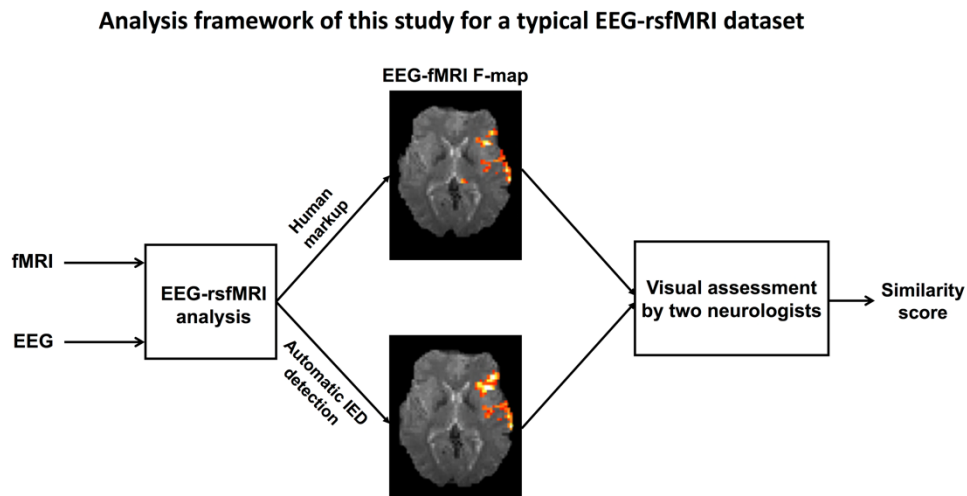 Analysis framework of this study for a typical EEG-rsfMRI dataset
EEG-fMRI F-map
Human
markup
fMRI
EEG
EEG-rsfMRI
analysis
Automatic IED
detection
Visual assessment
by two neurologists
Similarity
score